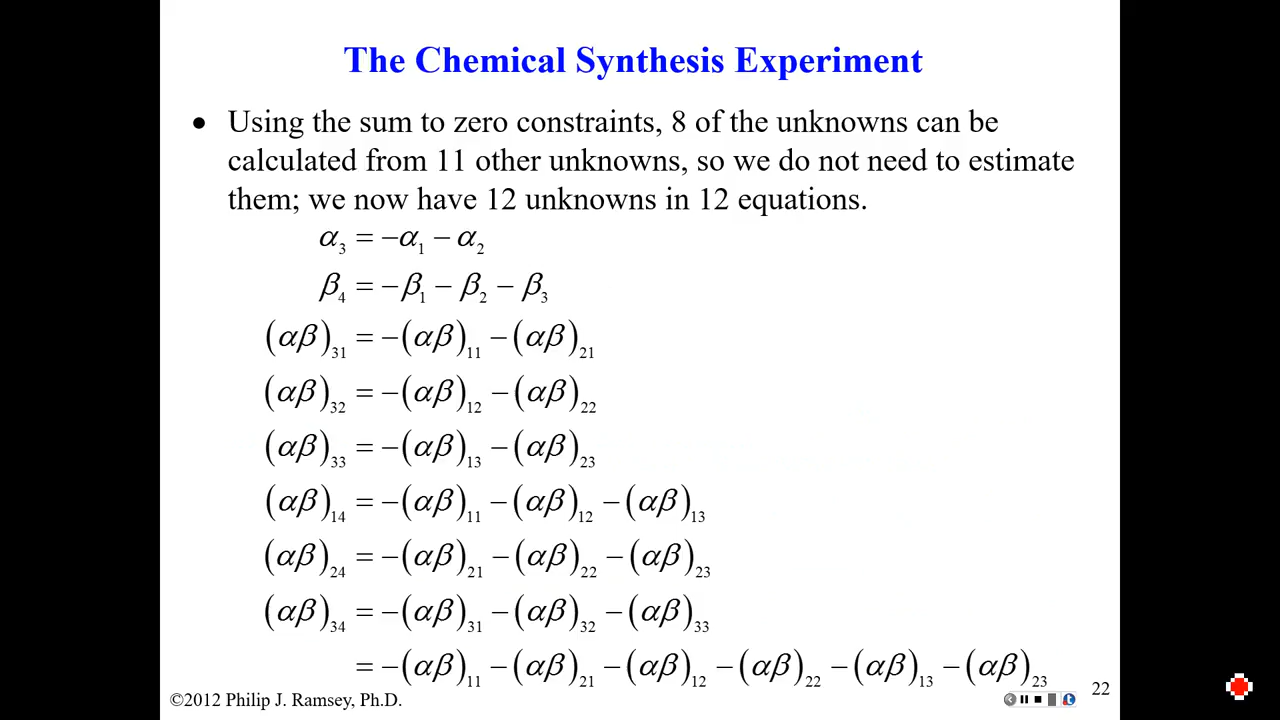 The Chemical Synthesis Experiment
• Using the sum to zero constraints, 8 of the unknowns can be
calculated from 11 other unknowns, so we do not need to estimate
them; we now have 12 unknowns in 12 equations.
α₃ = −α₁ − α₂
β₄ = −β₁ − β₂ − β₃
(αβ)₃₁ = −(αβ)₁₁ − (αβ)₂₁
(αβ)₃₂ = −(αβ)₁₂ − (αβ)₂₂
(αβ)₃₃ = −(αβ)₁₃ − (αβ)₂₃
(αβ)₁₄ = −(αβ)₁₁ − (αβ)₁₂ − (αβ)₁₃
(αβ)₂₄ = −(αβ)₂₁ − (αβ)₂₂ − (αβ)₂₃
(αβ)₃₄ = −(αβ)₃₁ − (αβ)₃₂ − (αβ)₃₃
= −(αβ)₁₁ − (αβ)₂₁ − (αβ)₁₂ − (αβ)₂₂ − (αβ)₁₃ − (αβ)₂₃
©2012 Philip J. Ramsey, Ph.D.
22